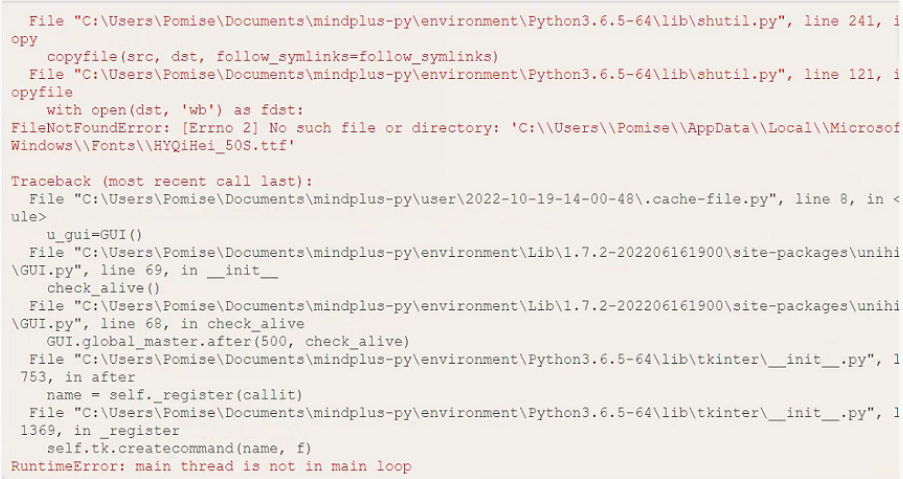 File "C:\Users\Pomise\Documents\mindplus-py\environment\Python3.6.5-64\lib\shutil.py", line 241, i
opy
copyfile(src, dst, follow_symlinks=follow_symlinks)
File "C:\Users\Pomise\Documents\mindplus-py\environment\Python3.6.5-64\lib\shutil.py", line 121, i
opyfile
with open(dst, 'wb') as fdst:
FileNotFoundError: [Errno 2] No such file or directory: 'C:\\Users\\Pomise\\AppData\\Local\\Microsof
Windows\\Fonts\\HYQiHei_50S.ttf'
Traceback (most recent call last):
File "C:\Users\Pomise\Documents\mindplus-py\user\2022-10-19-14-00-48\.cache-file.py", line 8, in <
ule>
u_gui=GUI()
File "C:\Users\Pomise\Documents\mindplus-py\environment\Lib\1.7.2-202206161900\site-packages\unihi
\GUI.py", line 69, in __init__
check_alive()
File "C:\Users\Pomise\Documents\mindplus-py\environment\Lib\1.7.2-202206161900\site-packages\unihi
\GUI.py", line 68, in check_alive
GUI.global_master.after(500, check_alive)
File "C:\Users\Pomise\Documents\mindplus-py\environment\Python3.6.5-64\lib\tkinter\__init__.py", l
753, in after
name = self._register(callit)
File "C:\Users\Pomise\Documents\mindplus-py\environment\Python3.6.5-64\lib\tkinter\__init__.py", l
1369, in _register
self.tk.createcommand(name, f)
RuntimeError: main thread is not in main loop